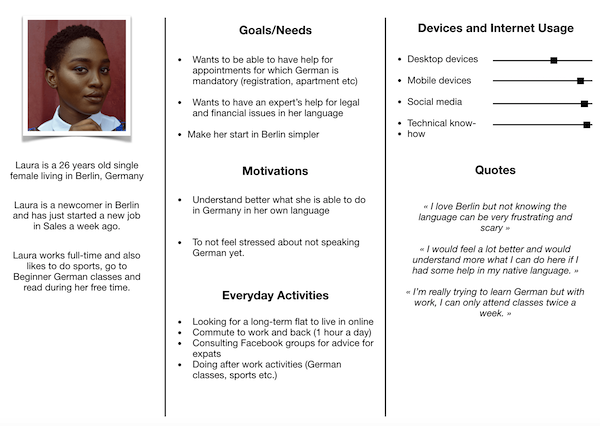 Laura is a 26 years old single
female living in Berlin, Germany
Laura is a newcomer in Berlin
and has just started a new job
in Sales a week ago.
Laura works full-time and also
likes to do sports, go to
Beginner German classes and
read during her free time.
Goals/Needs
• Wants to be able to have help for
appointments for which German is
mandatory (registration, apartment etc)
• Wants to have an expert's help for legal
and financial issues in her language
• Make her start in Berlin simpler
Motivations
• Understand better what she is able to do
in Germany in her own language
• To not feel stressed about not speaking
German yet.
Everyday Activities
• Looking for a long-term flat to live in online
• Commute to work and back (1 hour a day)
• Consulting Facebook groups for advice for
expats
• Doing after work activities (German
classes, sports etc.)
Devices and Internet Usage
• Desktop devices
• Mobile devices
• Social media
• Technical know-
• how
Quotes
« I love Berlin but not knowing the
language can be very frustrating and
scary »
« I would feel a lot better and would
understand more what I can do here if I
had some help in my native language. »
« I'm really trying to learn German but with
work, I can only attend classes twice a
week. »